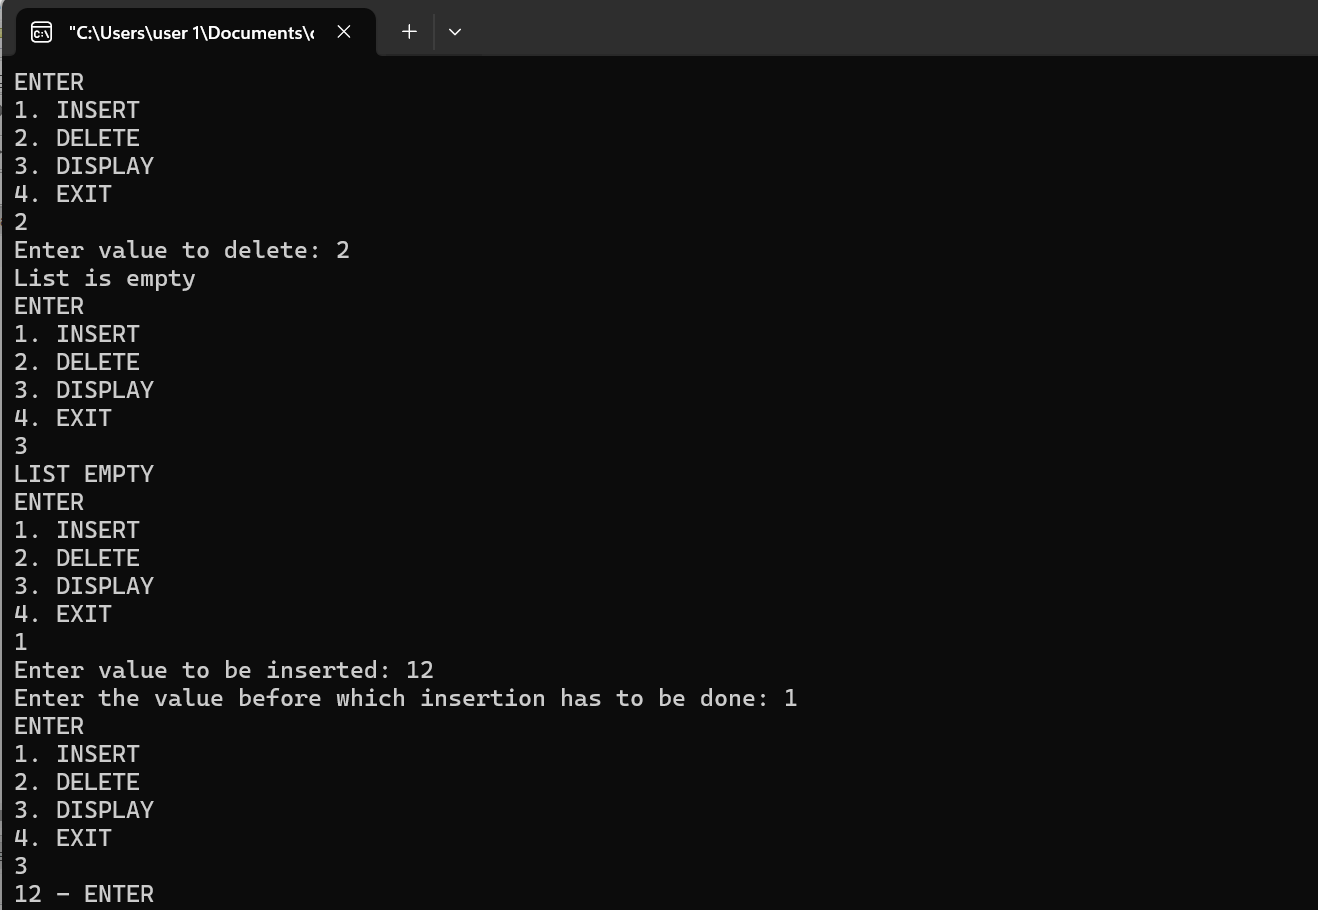 "C:\Users\user 1\Documents\c
ENTER
1. INSERT
2. DELETE
3. DISPLAY
4. EXIT
2
Enter value to delete: 2
List is empty
ENTER
1. INSERT
2. DELETE
3. DISPLAY
4. EXIT
3
LIST EMPTY
ENTER
1. INSERT
2. DELETE
3. DISPLAY
4. EXIT
1
Enter value to be inserted: 12
Enter the value before which insertion has to be done: 1
ENTER
1. INSERT
2. DELETE
3. DISPLAY
4. EXIT
3
12 - ENTER